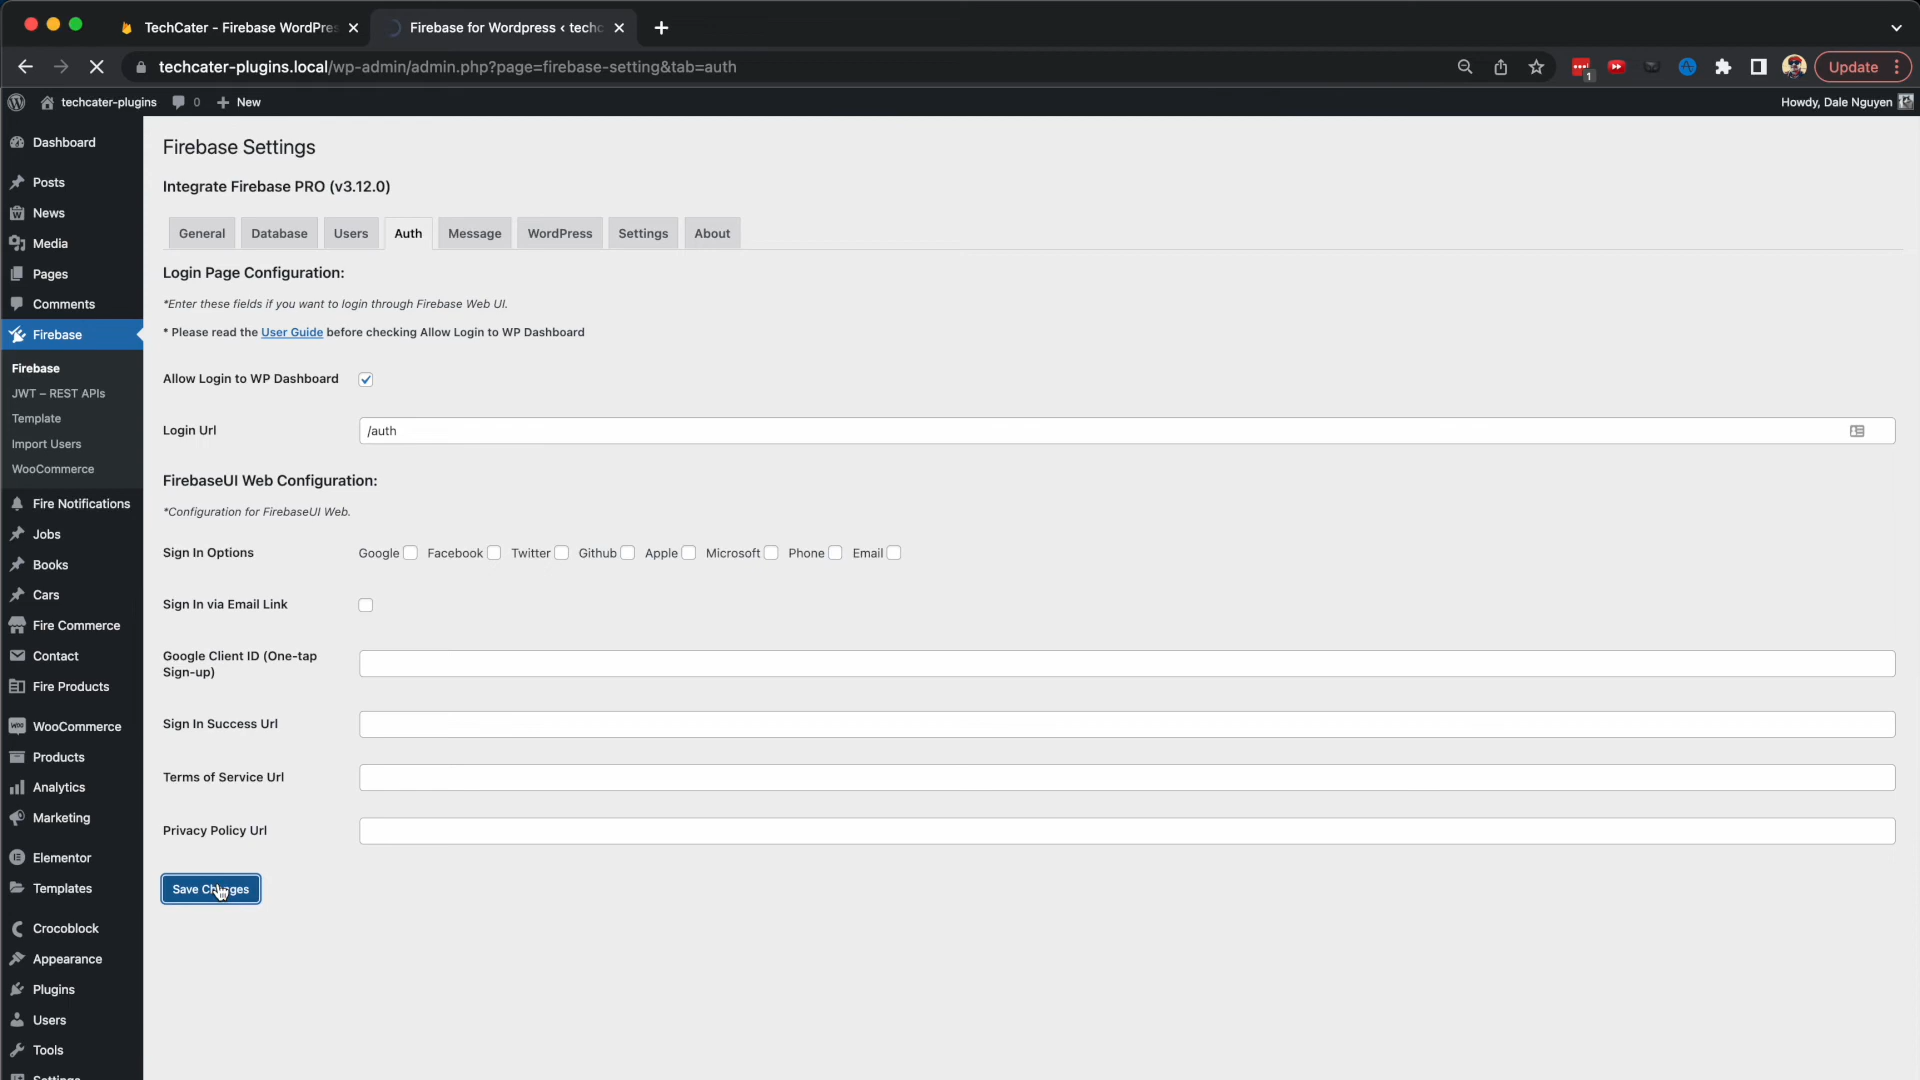 TechCater - Firebase WordPres
Firebase for Wordpress ‹ techc
techcater-plugins.local/wp-admin/admin.php?page=firebase-setting&tab=auth
1
Update
techcater-plugins
0
New
Howdy, Dale Nguyen
Dashboard
Posts
News
Media
Pages
Comments
Firebase
Firebase
JWT – REST APIs
Template
Import Users
WooCommerce
Fire Notifications
Jobs
Books
Cars
Fire Commerce
Contact
Fire Products
WooCommerce
Products
Analytics
Marketing
Elementor
Templates
Crocoblock
Appearance
Plugins
Users
Tools
Firebase Settings
Integrate Firebase PRO (v3.12.0)
General Database Users Auth Message WordPress Settings About
Login Page Configuration:
*Enter these fields if you want to login through Firebase Web UI.
* Please read the User Guide before checking Allow Login to WP Dashboard
Allow Login to WP Dashboard
Login Url
/auth
FirebaseUI Web Configuration:
*Configuration for FirebaseUI Web.
Sign In Options
Google Facebook Twitter Github Apple Microsoft Phone Email
Sign In via Email Link
Google Client ID (One-tap
Sign-up)
Sign In Success Url
Terms of Service Url
Privacy Policy Url
Save Changes